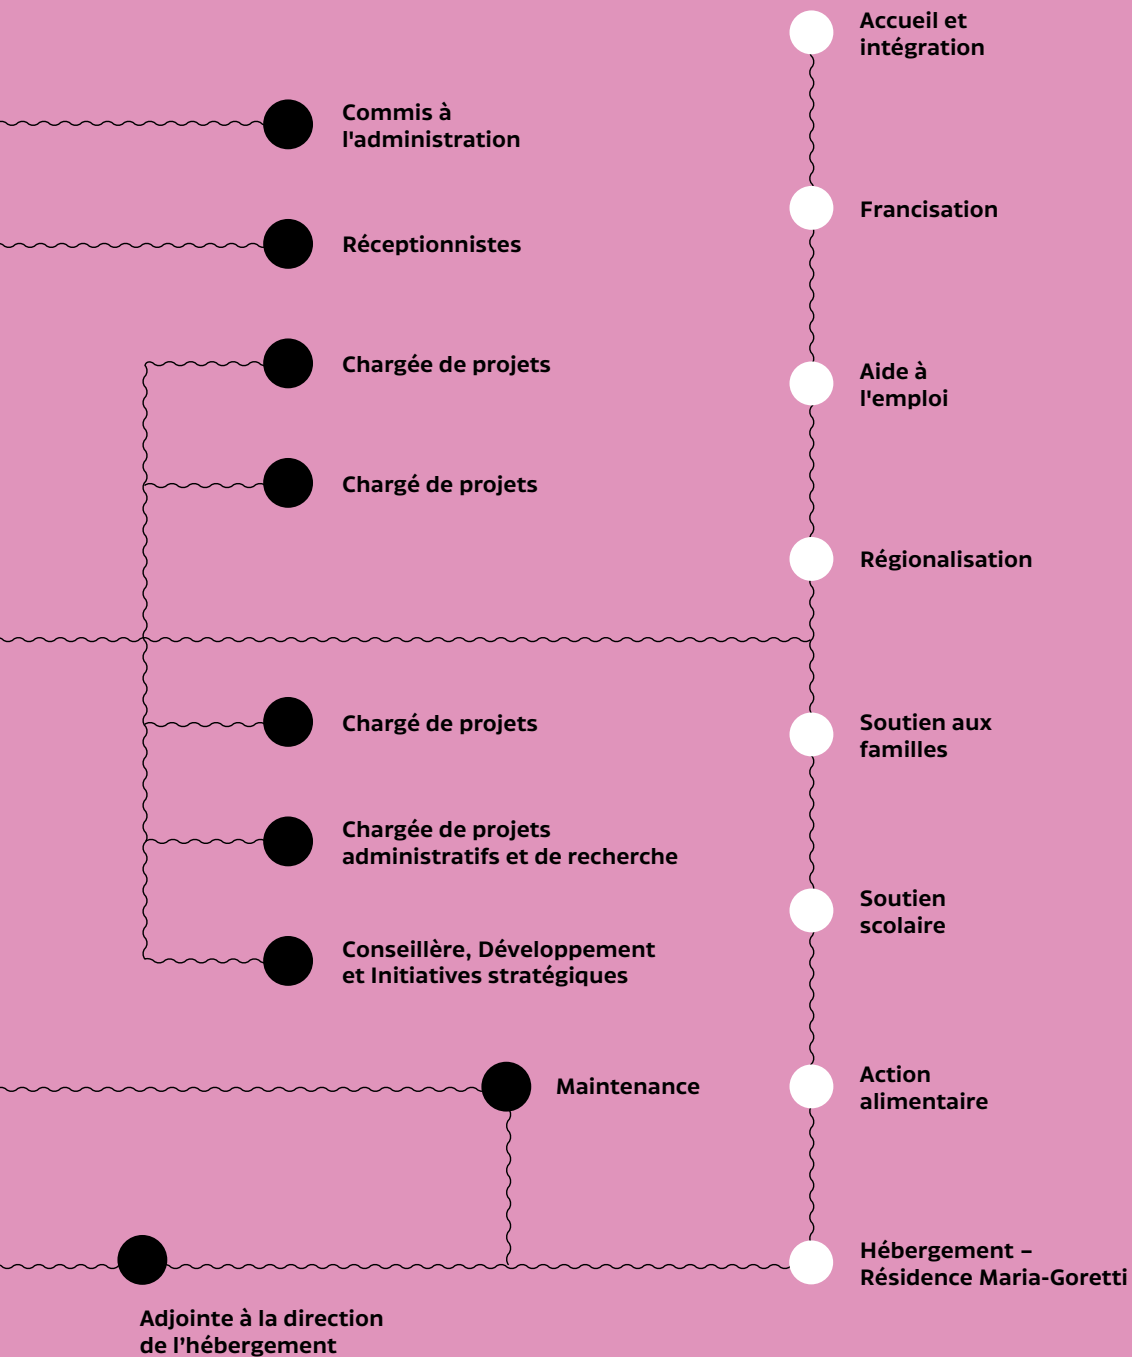 Accueil et
intégration
Commis à
l'administration
Francisation
Réceptionnistes
Chargée de projets
Aide à
l'emploi
Chargé de projets
Régionalisation
Chargé de projets
Soutien aux
familles
Chargée de projets
administratifs et de recherche
Soutien
scolaire
Conseillère, Développement
et Initiatives stratégiques
Maintenance
Action
alimentaire
Hébergement –
Résidence Maria-Goretti
Adjointe à la direction
de l’hébergement